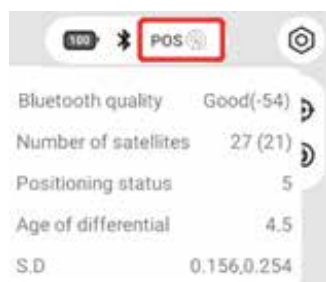 100 POS
Bluetooth quality Good(-54)
Number of satellites 27 (21)
Positioning status 5
Age of differential 4.5
S.D 0.156,0.254